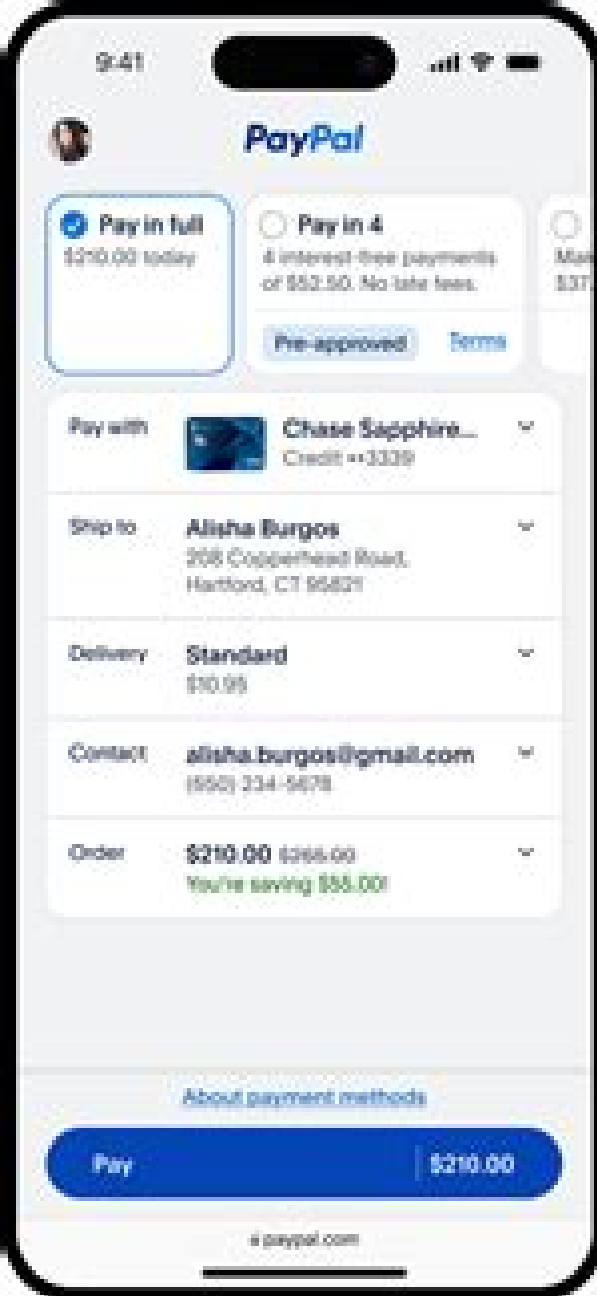 9:41
PayPal
Pay in full
$210.00 today
Pay in 4
4 interest-free payments
of $52.50. No late fees.
Pre-approved
Terms
$37.
Pay with
Chase Sapphire...
Credit ••3339
Ship to
Alisha Burgos
208 Copperhead Road,
Hartford, CT 95821
Delivery
Standard
$10.95
Contact
alisha.burgos@gmail.com
(550) 234-5678
Order
$210.00 $265.00
You're saving $55.00!
About payment methods
Pay
$210.00
paypal.com